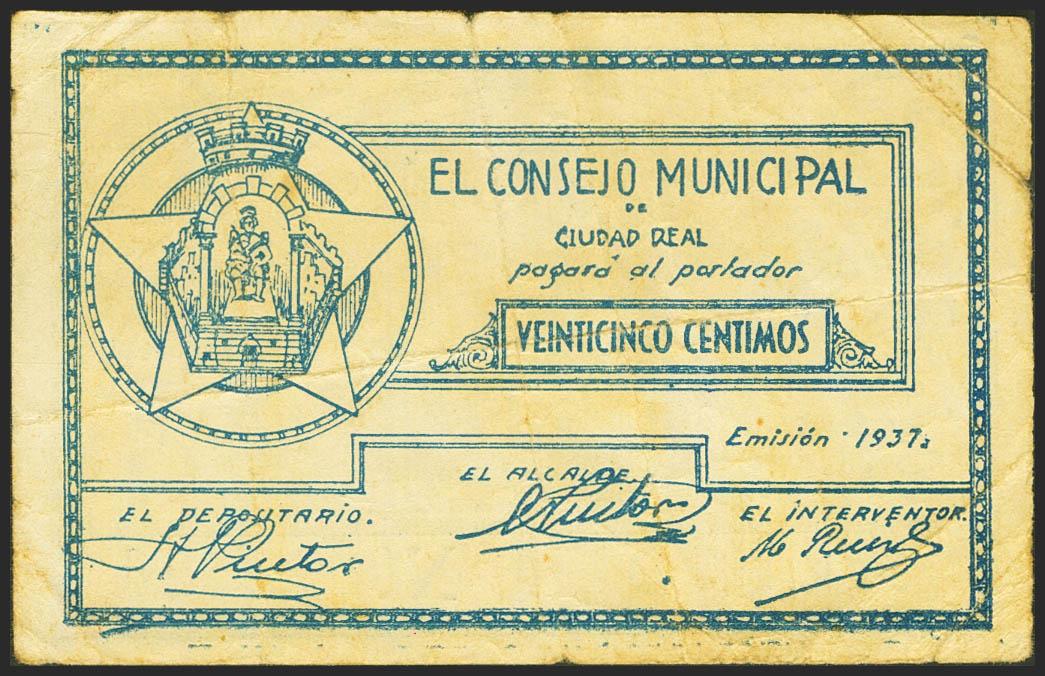 EL CONSEJO MUNICIPAL
DE
CIUDAD REAL
pagará al portador
VEINTICINCO CENTIMOS
Emisión 1937
EL ALCALDE
EL DEPOSITARIO.
EL INTERVENTOR.
Pintor